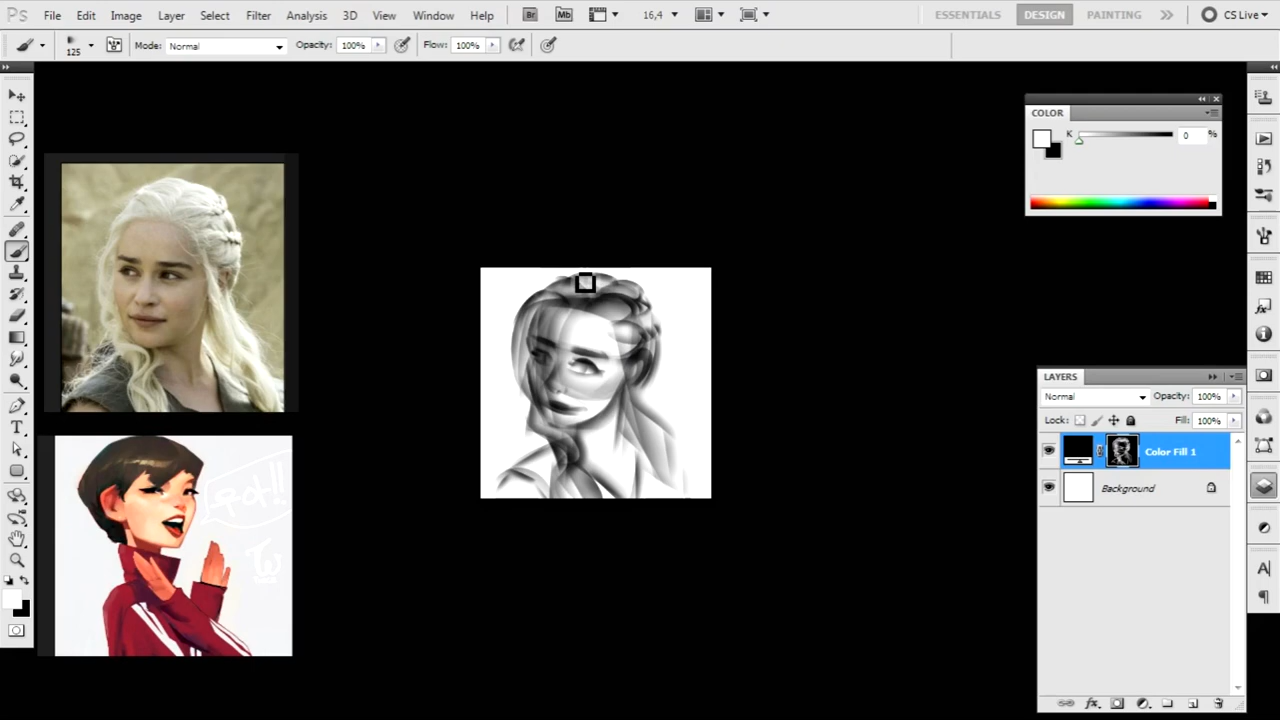 Ps File Edit Image Layer Select Filter Analysis 3D View Window Help Br Mb 16,4 ESSENTIALS DESIGN PAINTING CS Live
125 Mode: Normal Opacity: 100% Flow: 100%
COLOR
K 0 %
LAYERS
Normal Opacity: 100%
Lock: Fill: 100%
Color Fill 1
Background